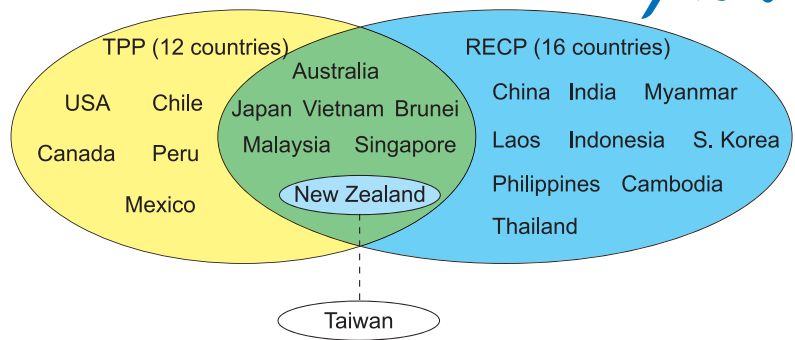 TPP (12 countries)
RECP (16 countries)
Australia
USA Chile
Japan Vietnam Brunei
Malaysia Singapore
Canada Peru
Mexico
New Zealand
China India Myanmar
Laos Indonesia S. Korea
Philippines Cambodia
Thailand
Taiwan